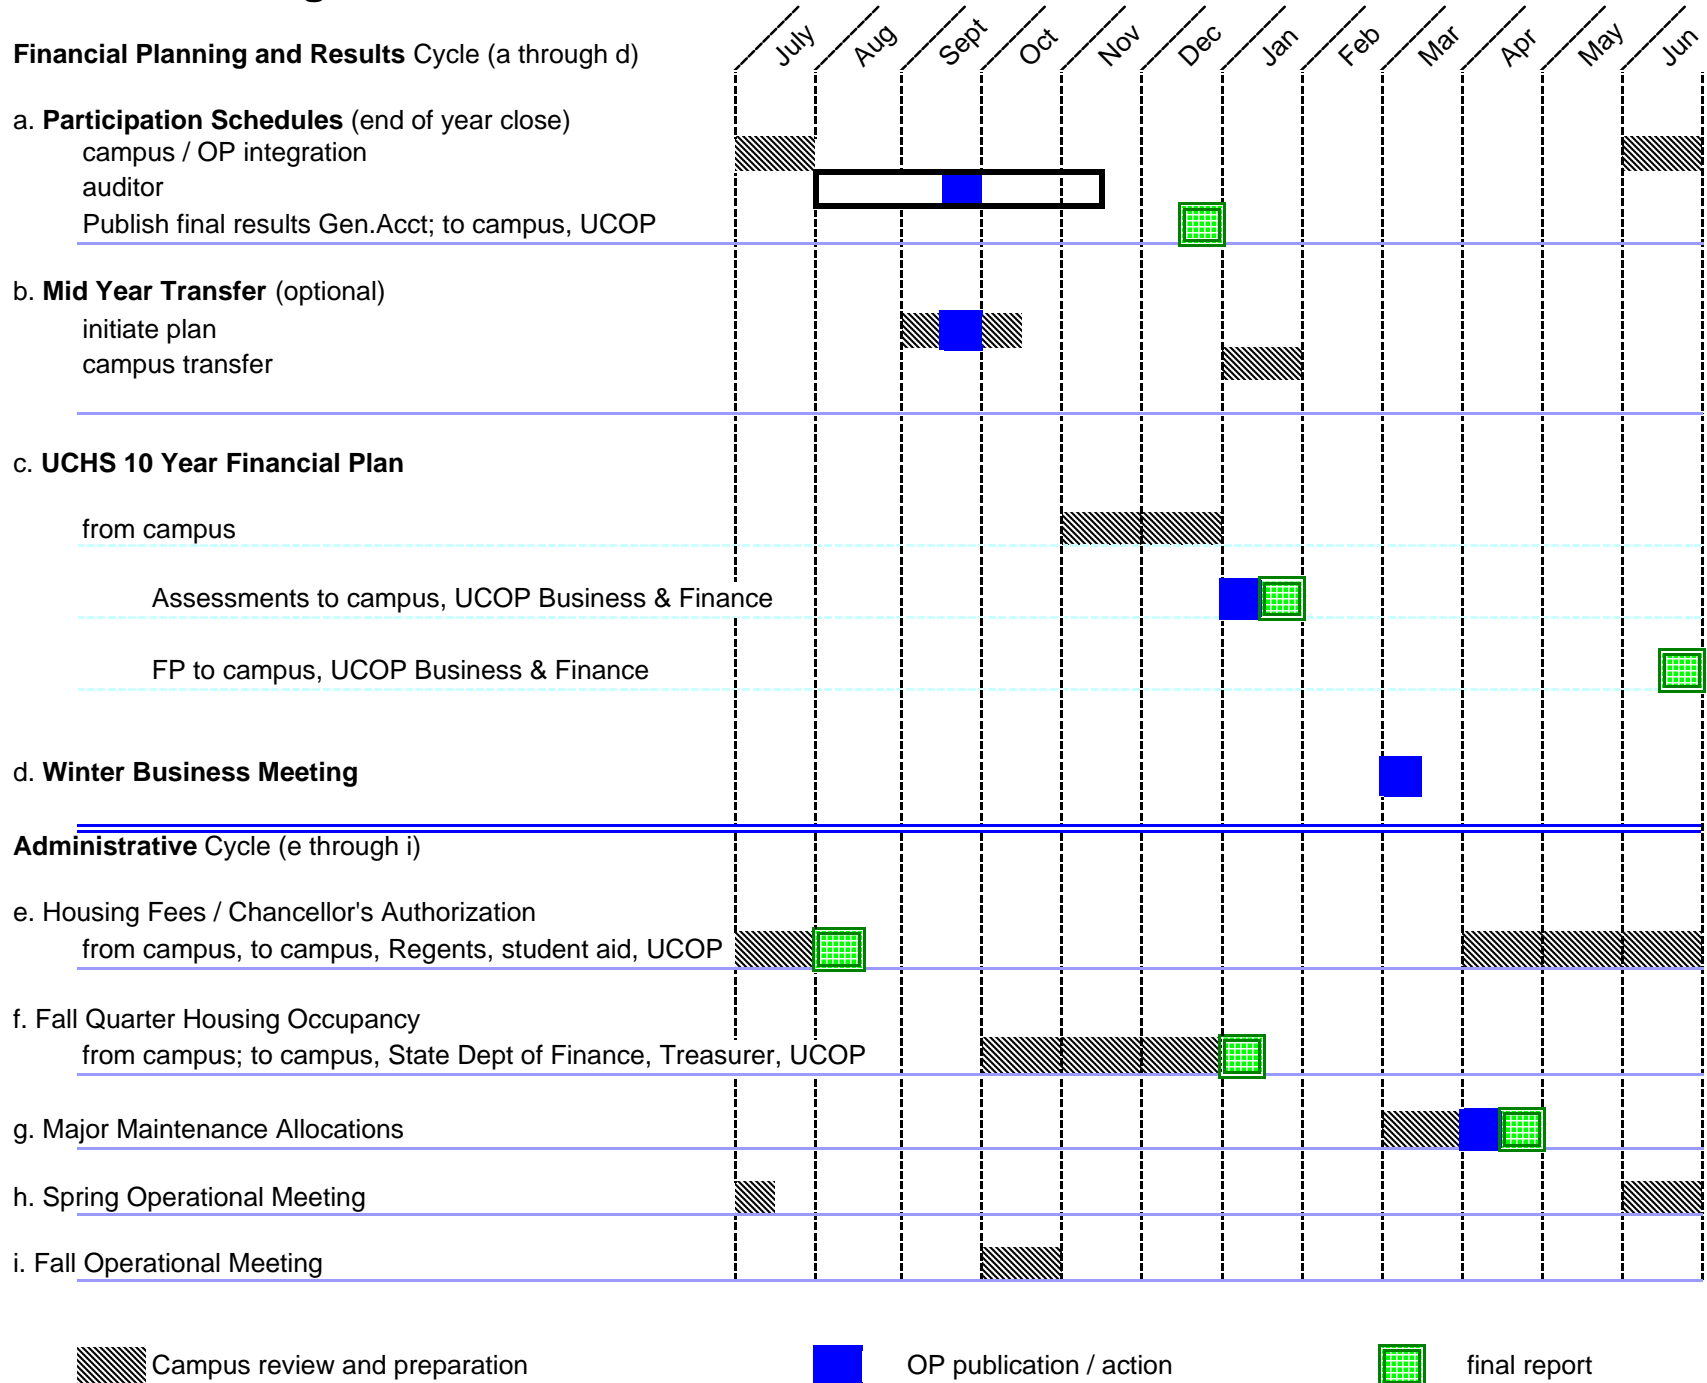 July Aug Sept Oct Nov Dec Jan Feb Mar Apr May Jun
Financial Planning and Results Cycle (a through d)
a. Participation Schedules (end of year close)
campus / OP integration
auditor
Publish final results Gen.Acct; to campus, UCOP
b. Mid Year Transfer (optional)
initiate plan
campus transfer
c. UCHS 10 Year Financial Plan
from campus
Assessments to campus, UCOP Business & Finance
FP to campus, UCOP Business & Finance
d. Winter Business Meeting
Administrative Cycle (e through i)
e. Housing Fees / Chancellor's Authorization
from campus, to campus, Regents, student aid, UCOP
f. Fall Quarter Housing Occupancy
from campus; to campus, State Dept of Finance, Treasurer, UCOP
g. Major Maintenance Allocations
h. Spring Operational Meeting
i. Fall Operational Meeting
Campus review and preparation OP publication / action final report